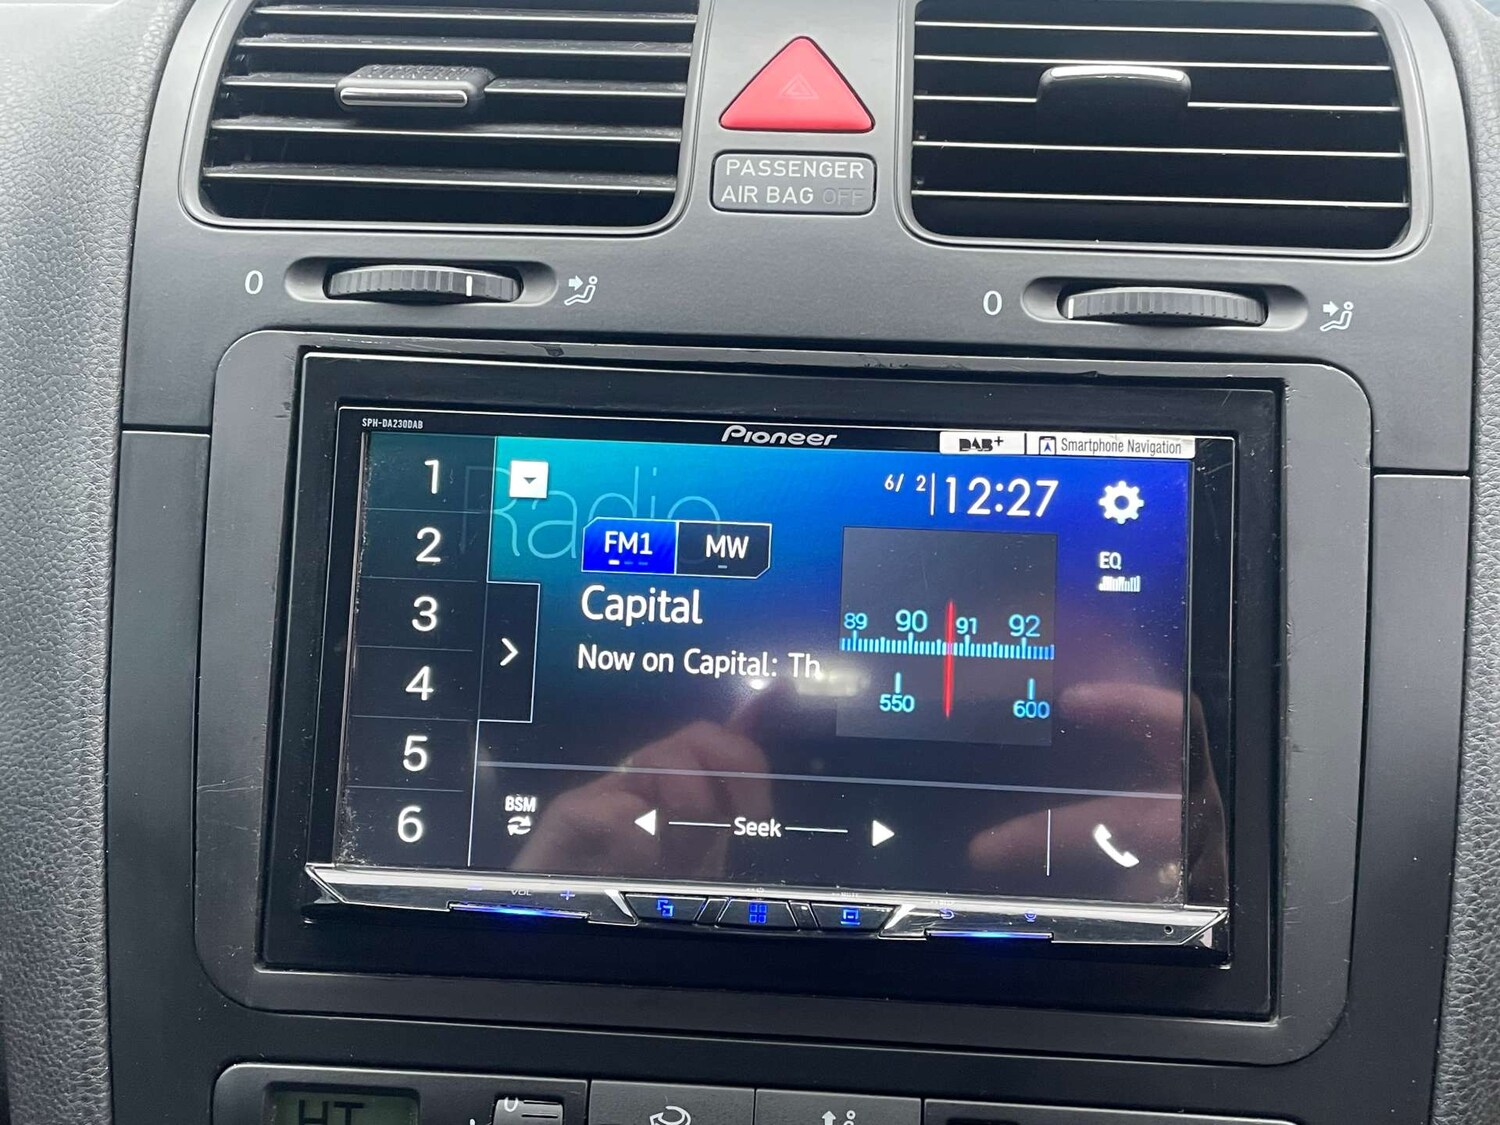 PASSENGER
AIR BAG OFF
0
0
SPH-DA230DAB
Pioneer
DAB+
Smartphone Navigation
Radio
6/ 2 12:27
1
2
3
4
5
6
FM1
MW
EQ
Capital
Now on Capital: Th
89 90 91 92
550 600
BSM
Seek
VOL